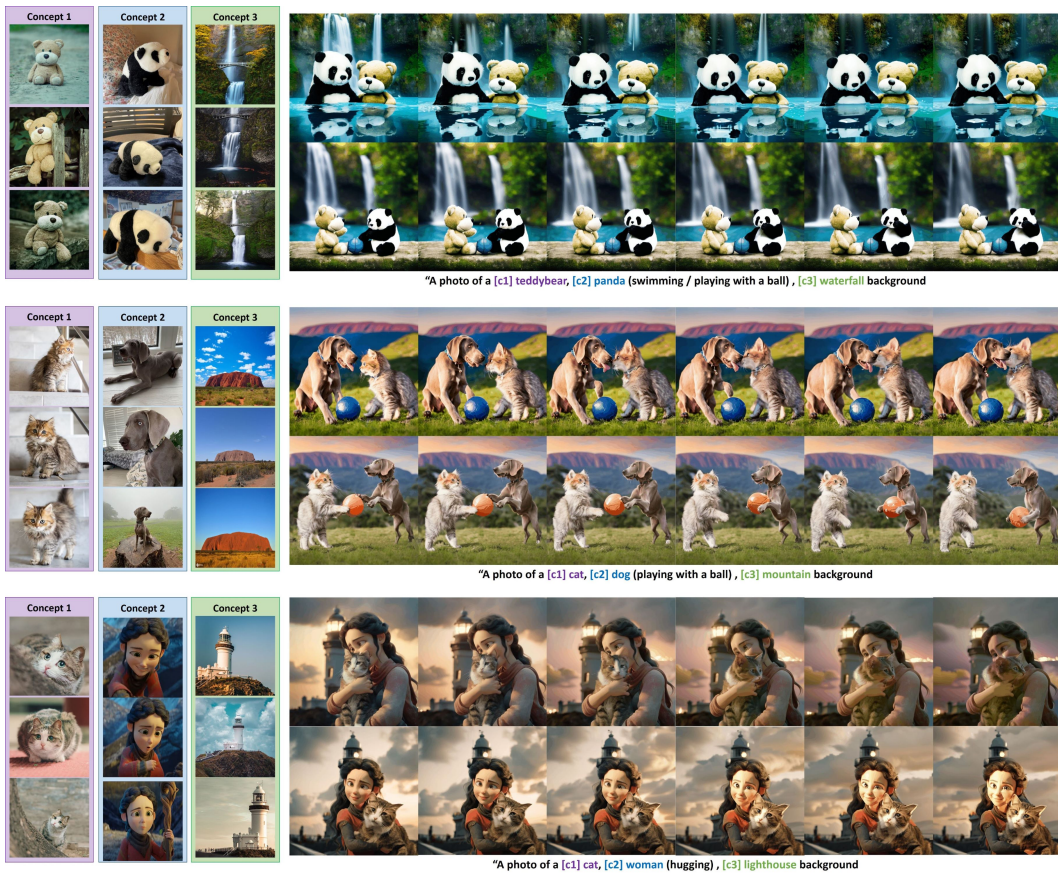 Concept 1
Concept 2
Concept 3
“A photo of a [c1] teddybear, [c2] panda (swimming / playing with a ball) , [c3] waterfall background
Concept 1
Concept 2
Concept 3
“A photo of a [c1] cat, [c2] dog (playing with a ball) , [c3] mountain background
Concept 1
Concept 2
Concept 3
“A photo of a [c1] cat, [c2] woman (hugging) , [c3] lighthouse background